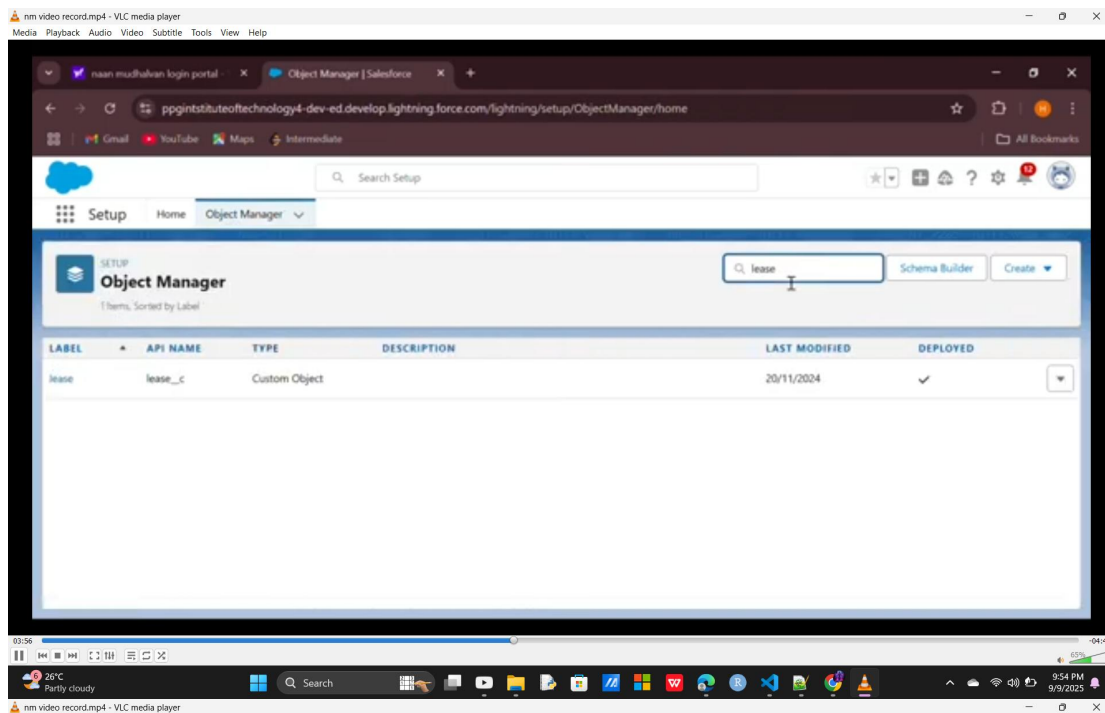 nm video record.mp4 - VLC media player
Media Playback Audio Video Subtitle Tools View Help
naan mudhalvan login portal -
Object Manager | Salesforce
ppgintstituteoftechnology4-dev-ed.develop.lightning.force.com/lightning/setup/ObjectManager/home
Gmail YouTube Maps Intermediate All Bookmarks
Search Setup
12
Setup Home Object Manager
SETUP
Object Manager
lease
Schema Builder
Create
1 Items, Sorted by Label
LABEL API NAME TYPE DESCRIPTION LAST MODIFIED DEPLOYED
lease lease__c Custom Object 20/11/2024
03:56
65%
6
26°C
Partly cloudy
Search
9:54 PM
9/9/2025
nm video record.mp4 - VLC media player